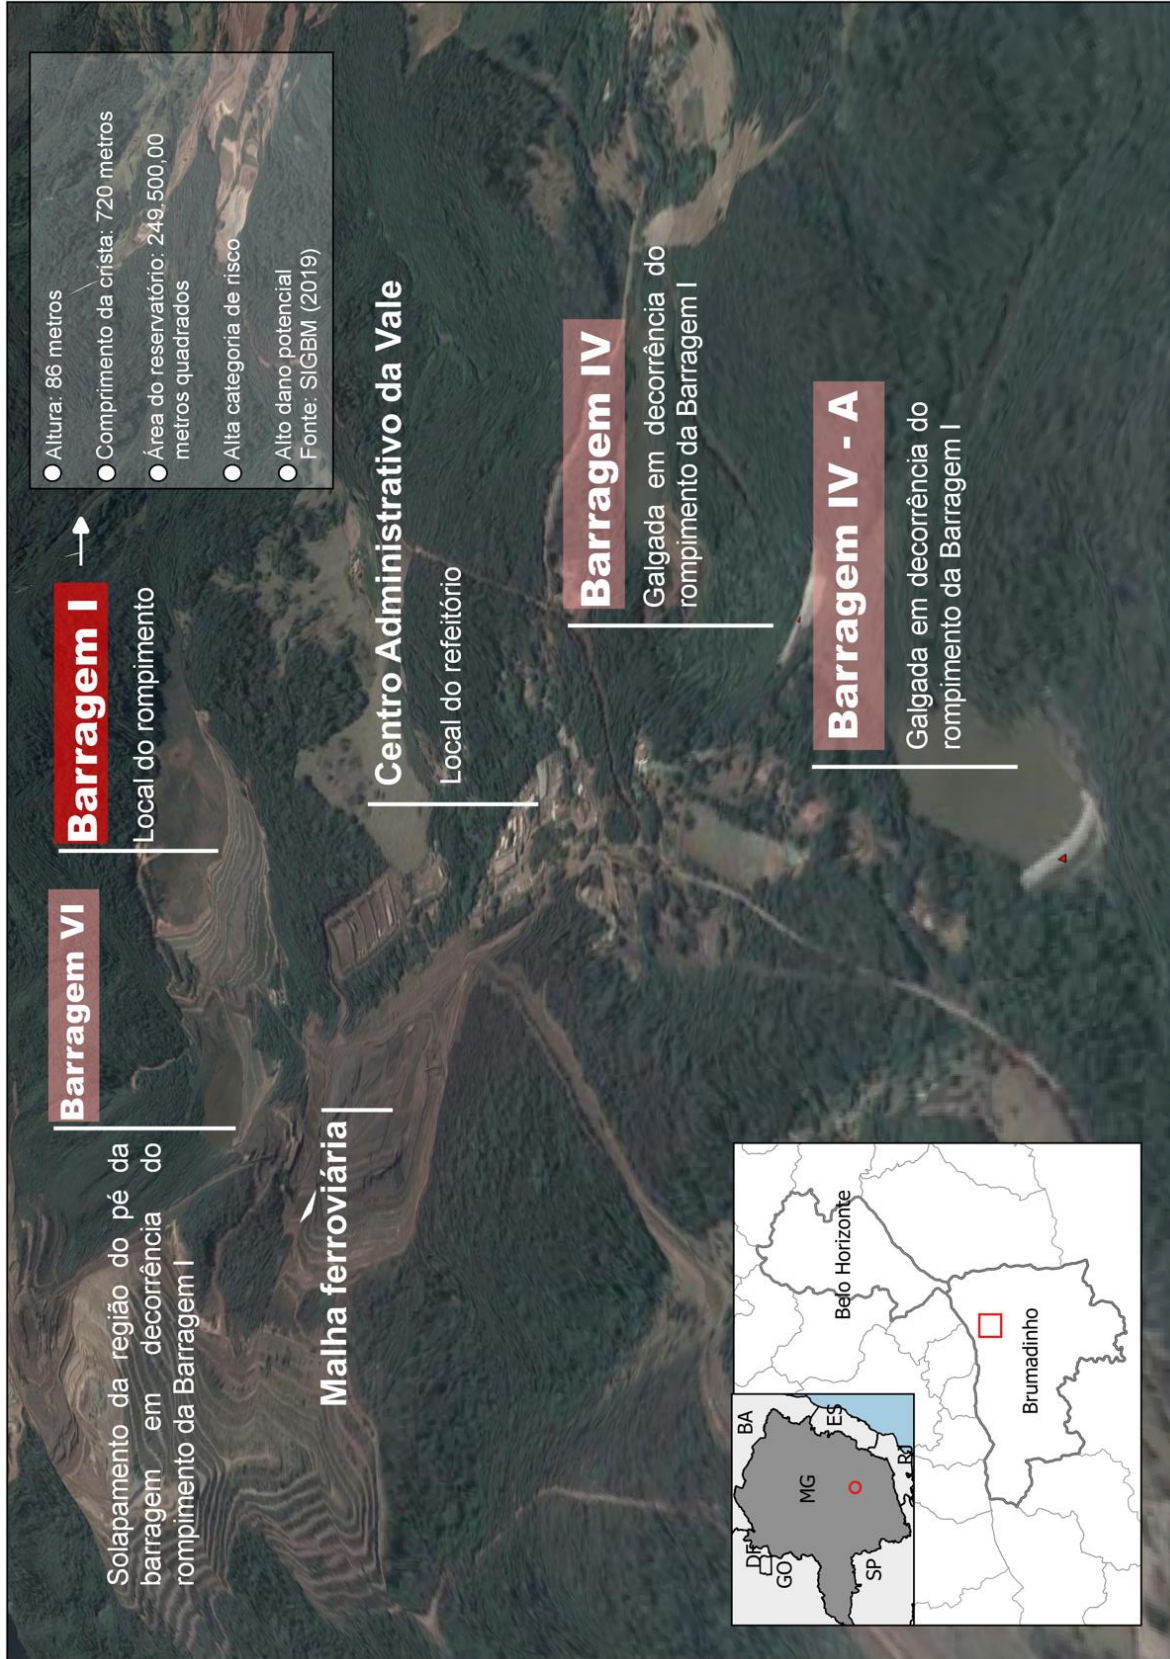 Barragem VI
Solapamento da região do pé da
barragem em decorrência do
rompimento da Barragem I
Barragem I
Local do rompimento
Altura: 86 metros
Comprimento da crista: 720 metros
Área do reservatório: 249.500,00
metros quadrados
Alta categoria de risco
Alto dano potencial
Fonte: SIGBM (2019)
Malha ferroviária
Centro Administrativo da Vale
Local do refeitório
Barragem IV
Galgada em decorrência do
rompimento da Barragem I
Barragem IV - A
Galgada em decorrência do
rompimento da Barragem I
BA
DF
GO
MG
ES
SP
RJ
Belo Horizonte
Brumadinho